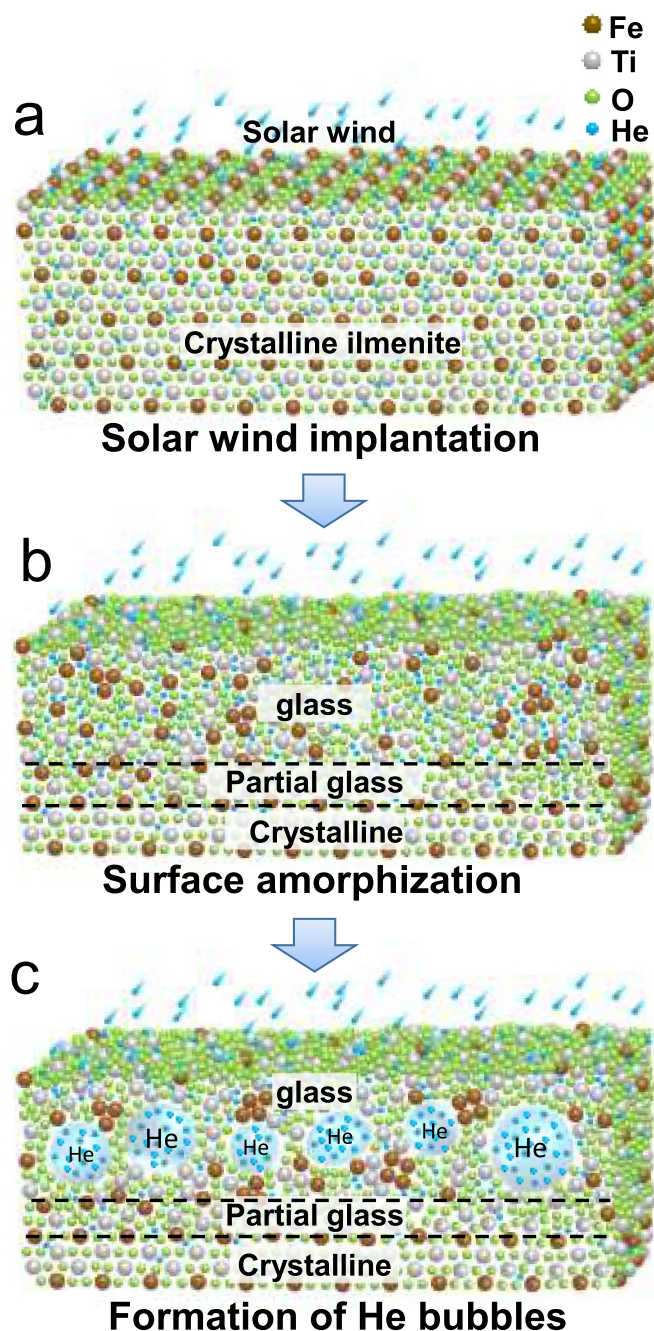 Fe
Ti
O
He
a
Solar wind
Crystalline ilmenite
Solar wind implantation
b
glass
Partial glass
Crystalline
Surface amorphization
c
glass
He
He
He
He
He
He
Partial glass
Crystalline
Formation of He bubbles